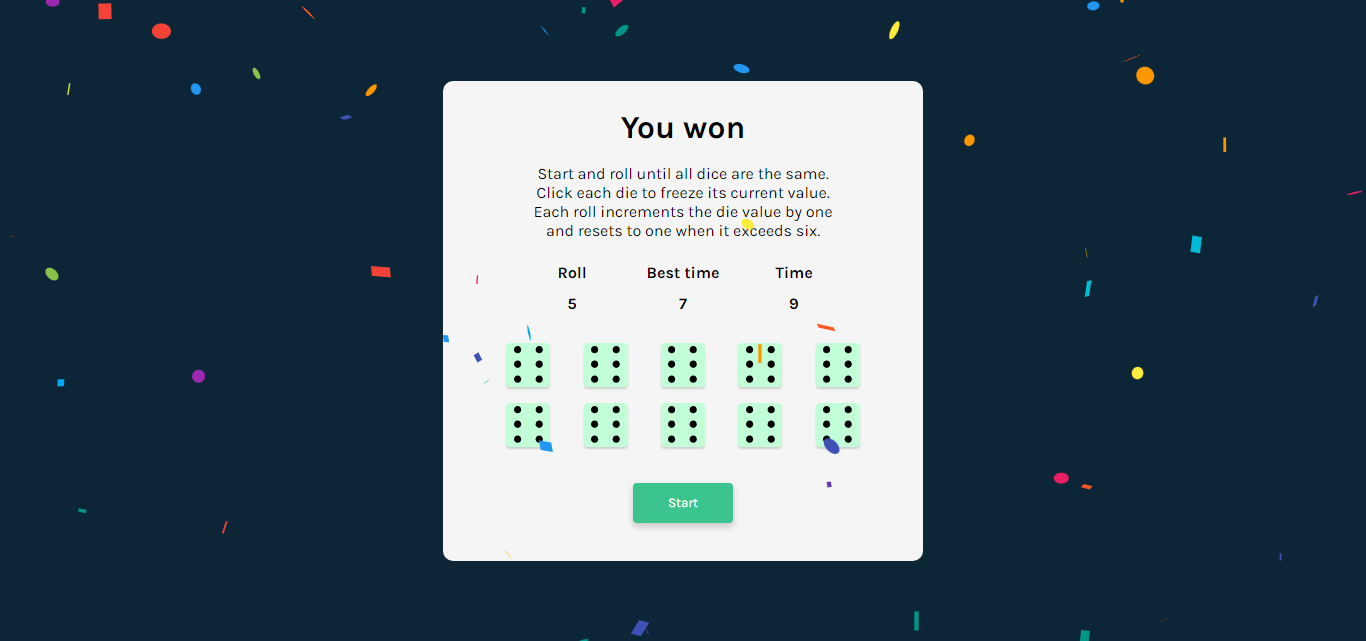 You won
Start and roll until all dice are the same.
Click each die to freeze its current value.
Each roll increments the die value by one
and resets to one when it exceeds six.
Roll Best time Time
5 7 9
Start